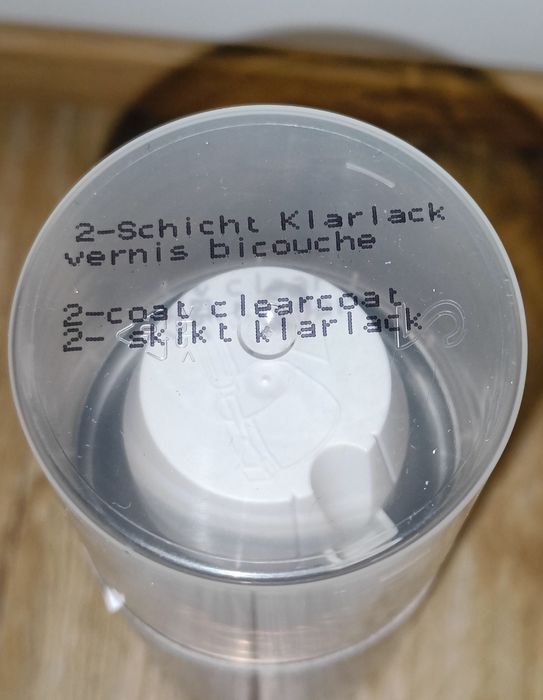 2-Schicht Klarlack
vernis bicouche
2-coat clearcoat
2- skikt klarlack